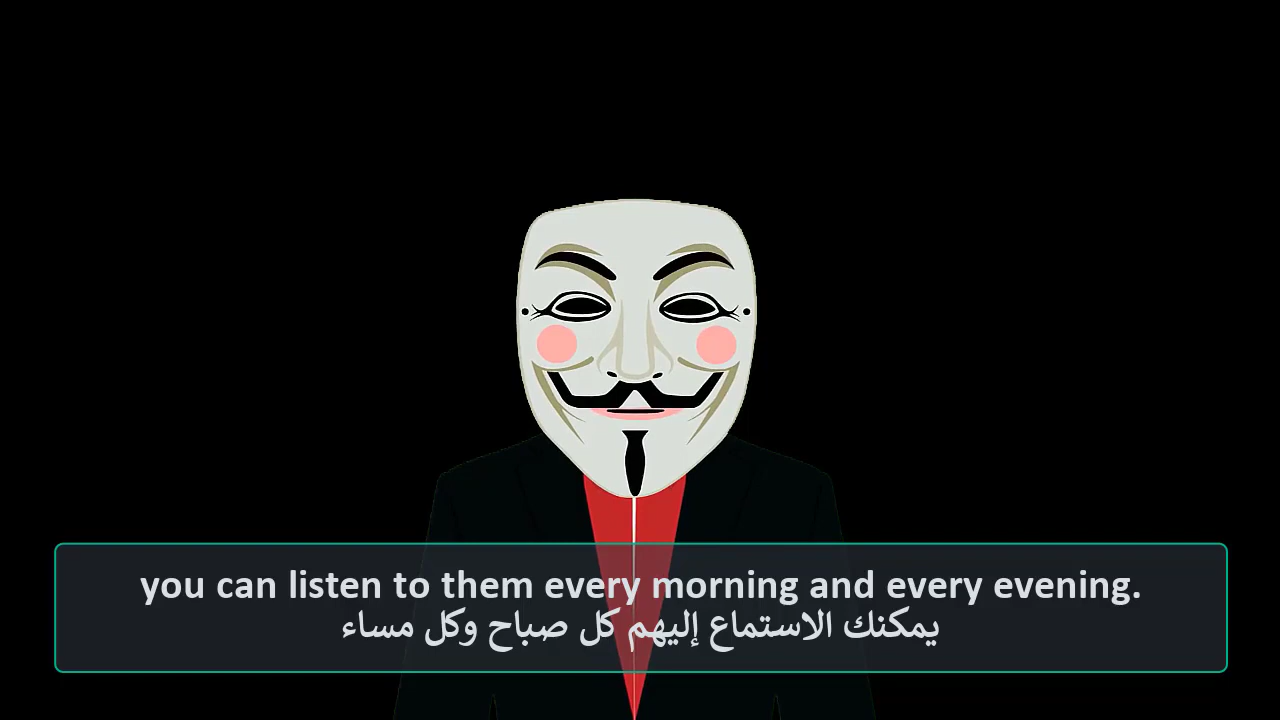 you can listen to them every morning and every evening.
يمكنك الاستماع إليهم كل صباح وكل مساء